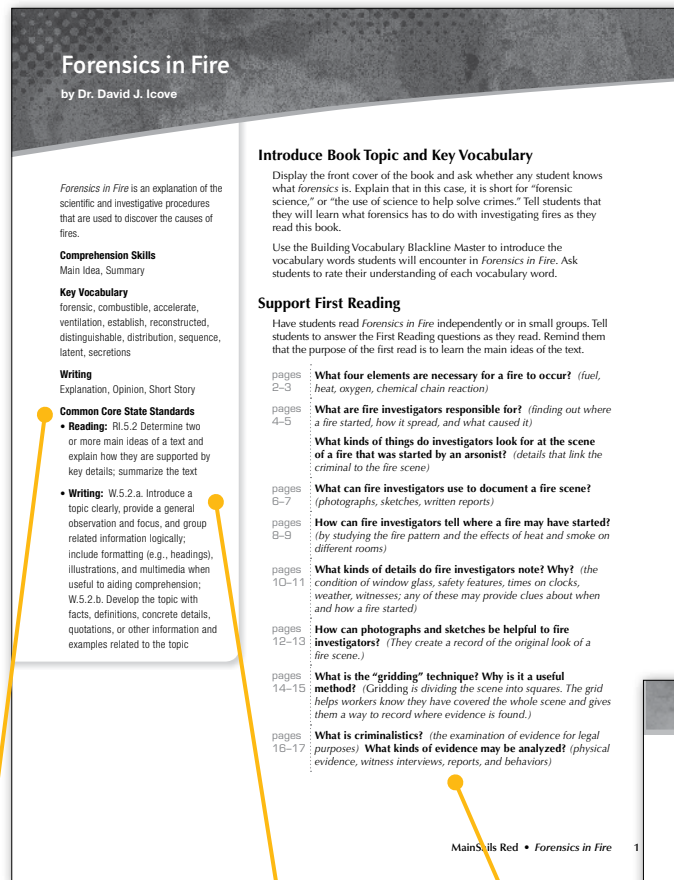 Forensics in Fire
by Dr. David J. Icove
Forensics in Fire is an explanation of the
scientific and investigative procedures
that are used to discover the causes of
fires.
Comprehension Skills
Main Idea, Summary
Key Vocabulary
forensic, combustible, accelerate,
ventilation, establish, reconstructed,
distinguishable, distribution, sequence,
latent, secretions
Writing
Explanation, Opinion, Short Story
Common Core State Standards
• Reading: RI.5.2 Determine two
or more main ideas of a text and
explain how they are supported by
key details; summarize the text
• Writing: W.5.2.a. Introduce a
topic clearly, provide a general
observation and focus, and group
related information logically;
include formatting (e.g., headings),
illustrations, and multimedia when
useful to aiding comprehension;
W.5.2.b. Develop the topic with
facts, definitions, concrete details,
quotations, or other information and
examples related to the topic
Introduce Book Topic and Key Vocabulary
Display the front cover of the book and ask whether any student knows
what forensics is. Explain that in this case, it is short for “forensic
science,” or “the use of science to help solve crimes.” Tell students that
they will learn what forensics has to do with investigating fires as they
read this book.
Use the Building Vocabulary Blackline Master to introduce the
vocabulary words students will encounter in Forensics in Fire. Ask
students to rate their understanding of each vocabulary word.
Support First Reading
Have students read Forensics in Fire independently or in small groups. Tell
students to answer the First Reading questions as they read. Remind them
that the purpose of the first read is to learn the main ideas of the text.
pages What four elements are necessary for a fire to occur? (fuel,
2–3 heat, oxygen, chemical chain reaction)
pages What are fire investigators responsible for? (finding out where
4–5 a fire started, how it spread, and what caused it)
What kinds of things do investigators look for at the scene
of a fire that was started by an arsonist? (details that link the
criminal to the fire scene)
pages What can fire investigators use to document a fire scene?
6–7 (photographs, sketches, written reports)
pages How can fire investigators tell where a fire may have started?
8–9 (by studying the fire pattern and the effects of heat and smoke on
different rooms)
pages What kinds of details do fire investigators note? Why? (the
10–11 condition of window glass, safety features, times on clocks,
weather, witnesses; any of these may provide clues about when
and how a fire started)
pages How can photographs and sketches be helpful to fire
12–13 investigators? (They create a record of the original look of a
fire scene.)
pages What is the “gridding” technique? Why is it a useful
14–15 method? (Gridding is dividing the scene into squares. The grid
helps workers know they have covered the whole scene and gives
them a way to record where evidence is found.)
pages What is criminalistics? (the examination of evidence for legal
16–17 purposes) What kinds of evidence may be analyzed? (physical
evidence, witness interviews, reports, and behaviors)
MainSails Red • Forensics in Fire 1